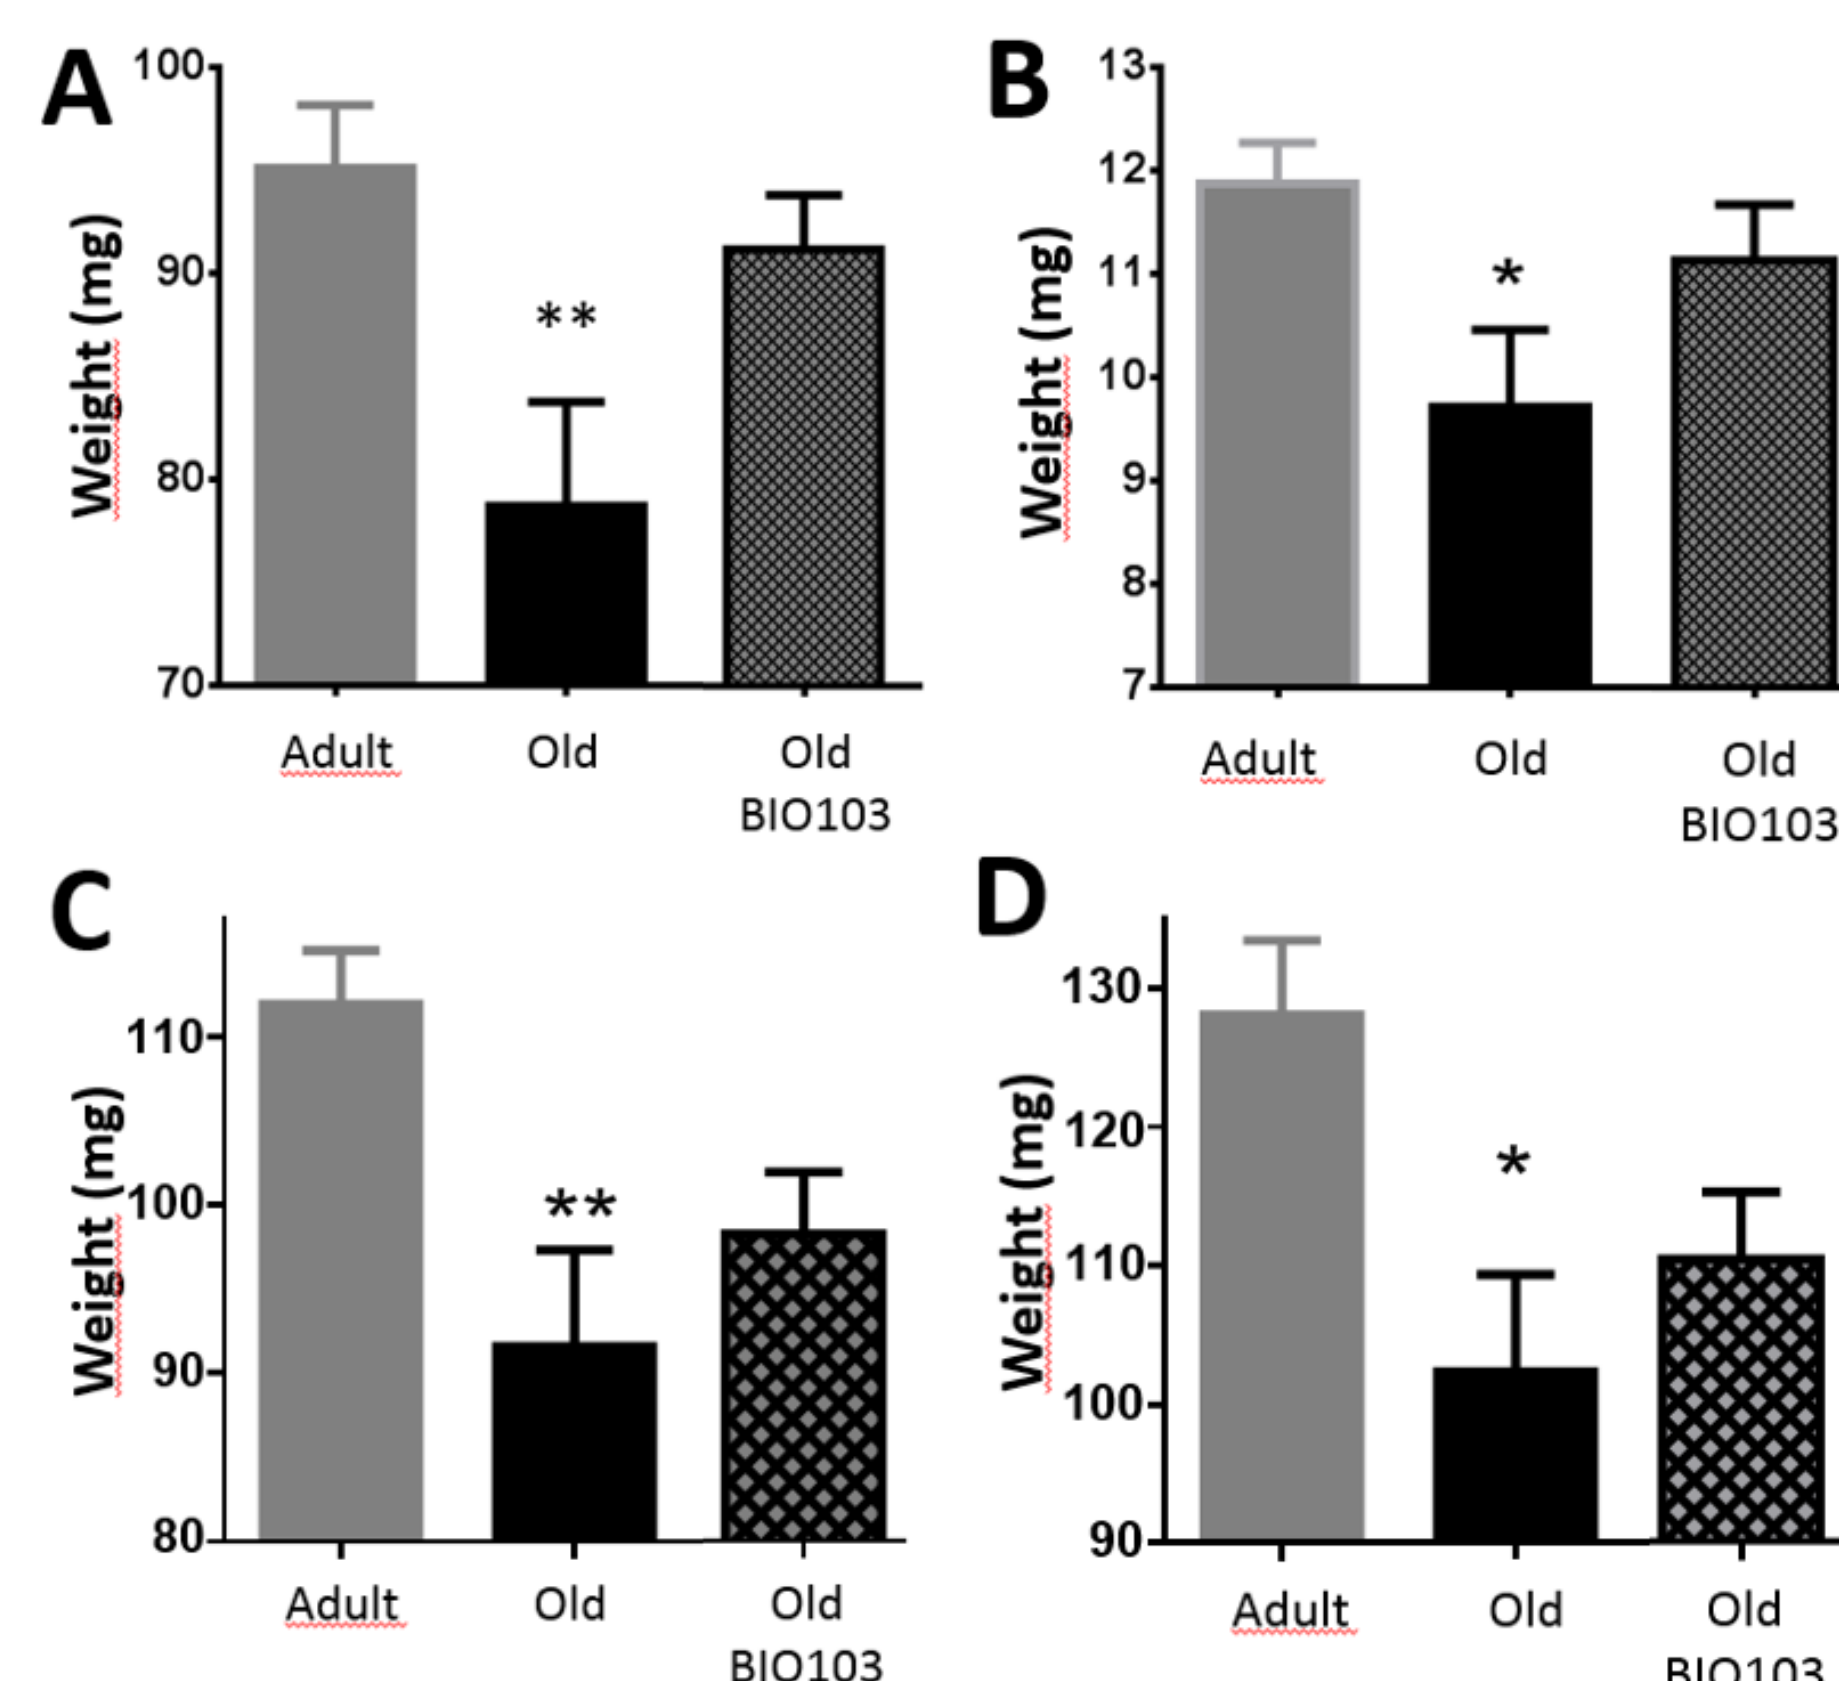 A
100
90
80
70
Weight (mg)
**
Adult
Old
Old
BIO103
B
13
12
11
10
9
8
7
Weight (mg)
*
Adult
Old
Old
BIO103
C
110
100
90
80
Weight (mg)
**
Adult
Old
Old
BIO103
D
130
120
110
100
90
Weight (mg)
*
Adult
Old
Old
BIO103